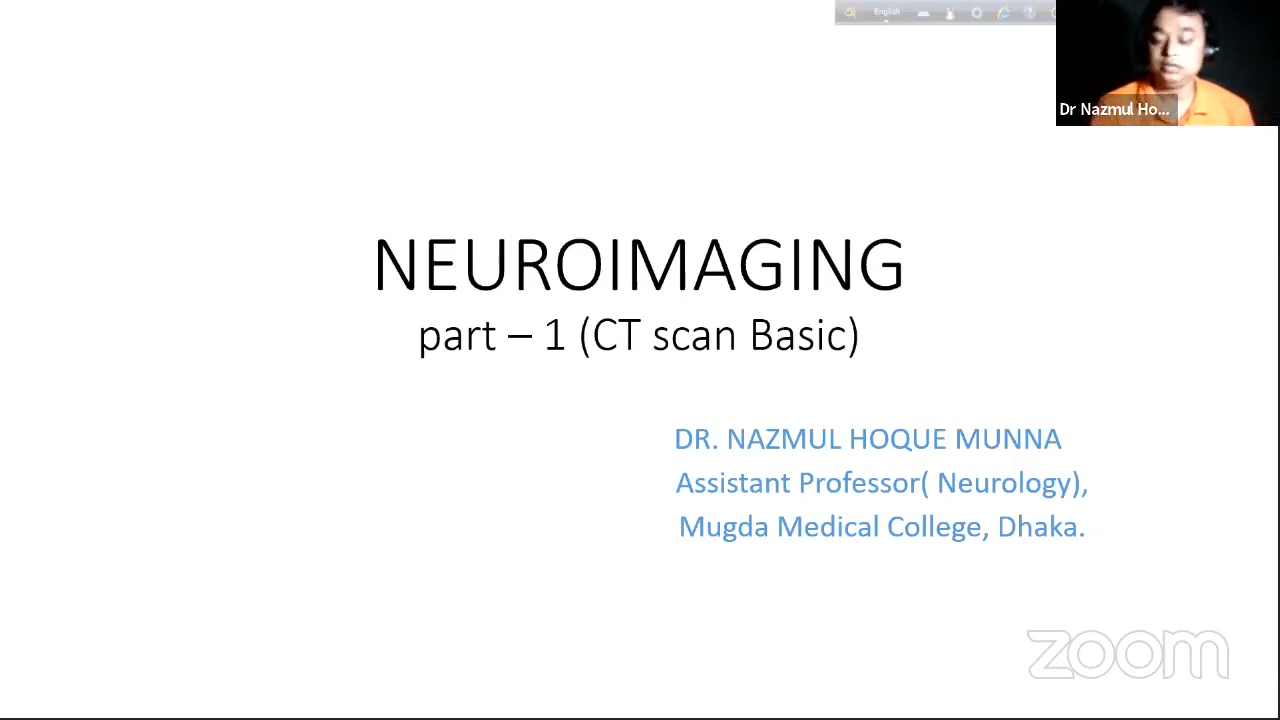 অ English
Dr Nazmul Ho...
NEUROIMAGING
part – 1 (CT scan Basic)
DR. NAZMUL HOQUE MUNNA
Assistant Professor( Neurology),
Mugda Medical College, Dhaka.
zoom